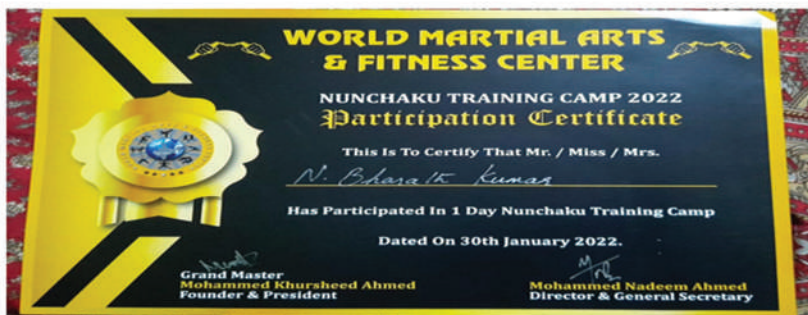 WORLD MARTIAL ARTS
& FITNESS CENTER
NUNCHAKU TRAINING CAMP 2022
Participation Certificate
This Is To Certify That Mr. / Miss / Mrs.
N. Bharath Kumar
Has Participated In 1 Day Nunchaku Training Camp
Dated On 30th January 2022.
Grand Master
Mohammed Khursheed Ahmed
Founder & President
Mohammed Nadeem Ahmed
Director & General Secretary